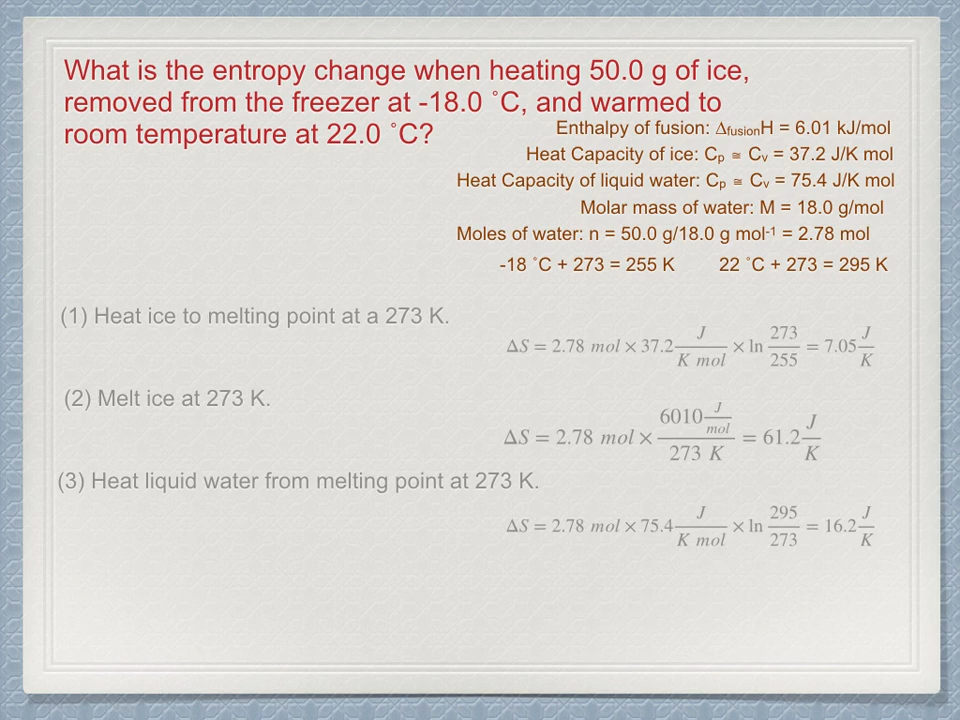 What is the entropy change when heating 50.0 g of ice,
removed from the freezer at -18.0 ˚C, and warmed to
room temperature at 22.0 ˚C?
Enthalpy of fusion: ∆fusionH = 6.01 kJ/mol
Heat Capacity of ice: Cₚ ≅ Cᵥ = 37.2 J/K mol
Heat Capacity of liquid water: Cₚ ≅ Cᵥ = 75.4 J/K mol
Molar mass of water: M = 18.0 g/mol
Moles of water: n = 50.0 g/18.0 g mol⁻¹ = 2.78 mol
-18 ˚C + 273 = 255 K 22 ˚C + 273 = 295 K
(1) Heat ice to melting point at a 273 K.
ΔS = 2.78 mol × 37.2 J/(K mol) × ln 273/255 = 7.05 J/K
(2) Melt ice at 273 K.
ΔS = 2.78 mol × (6010 J/mol)/(273 K) = 61.2 J/K
(3) Heat liquid water from melting point at 273 K.
ΔS = 2.78 mol × 75.4 J/(K mol) × ln 295/273 = 16.2 J/K